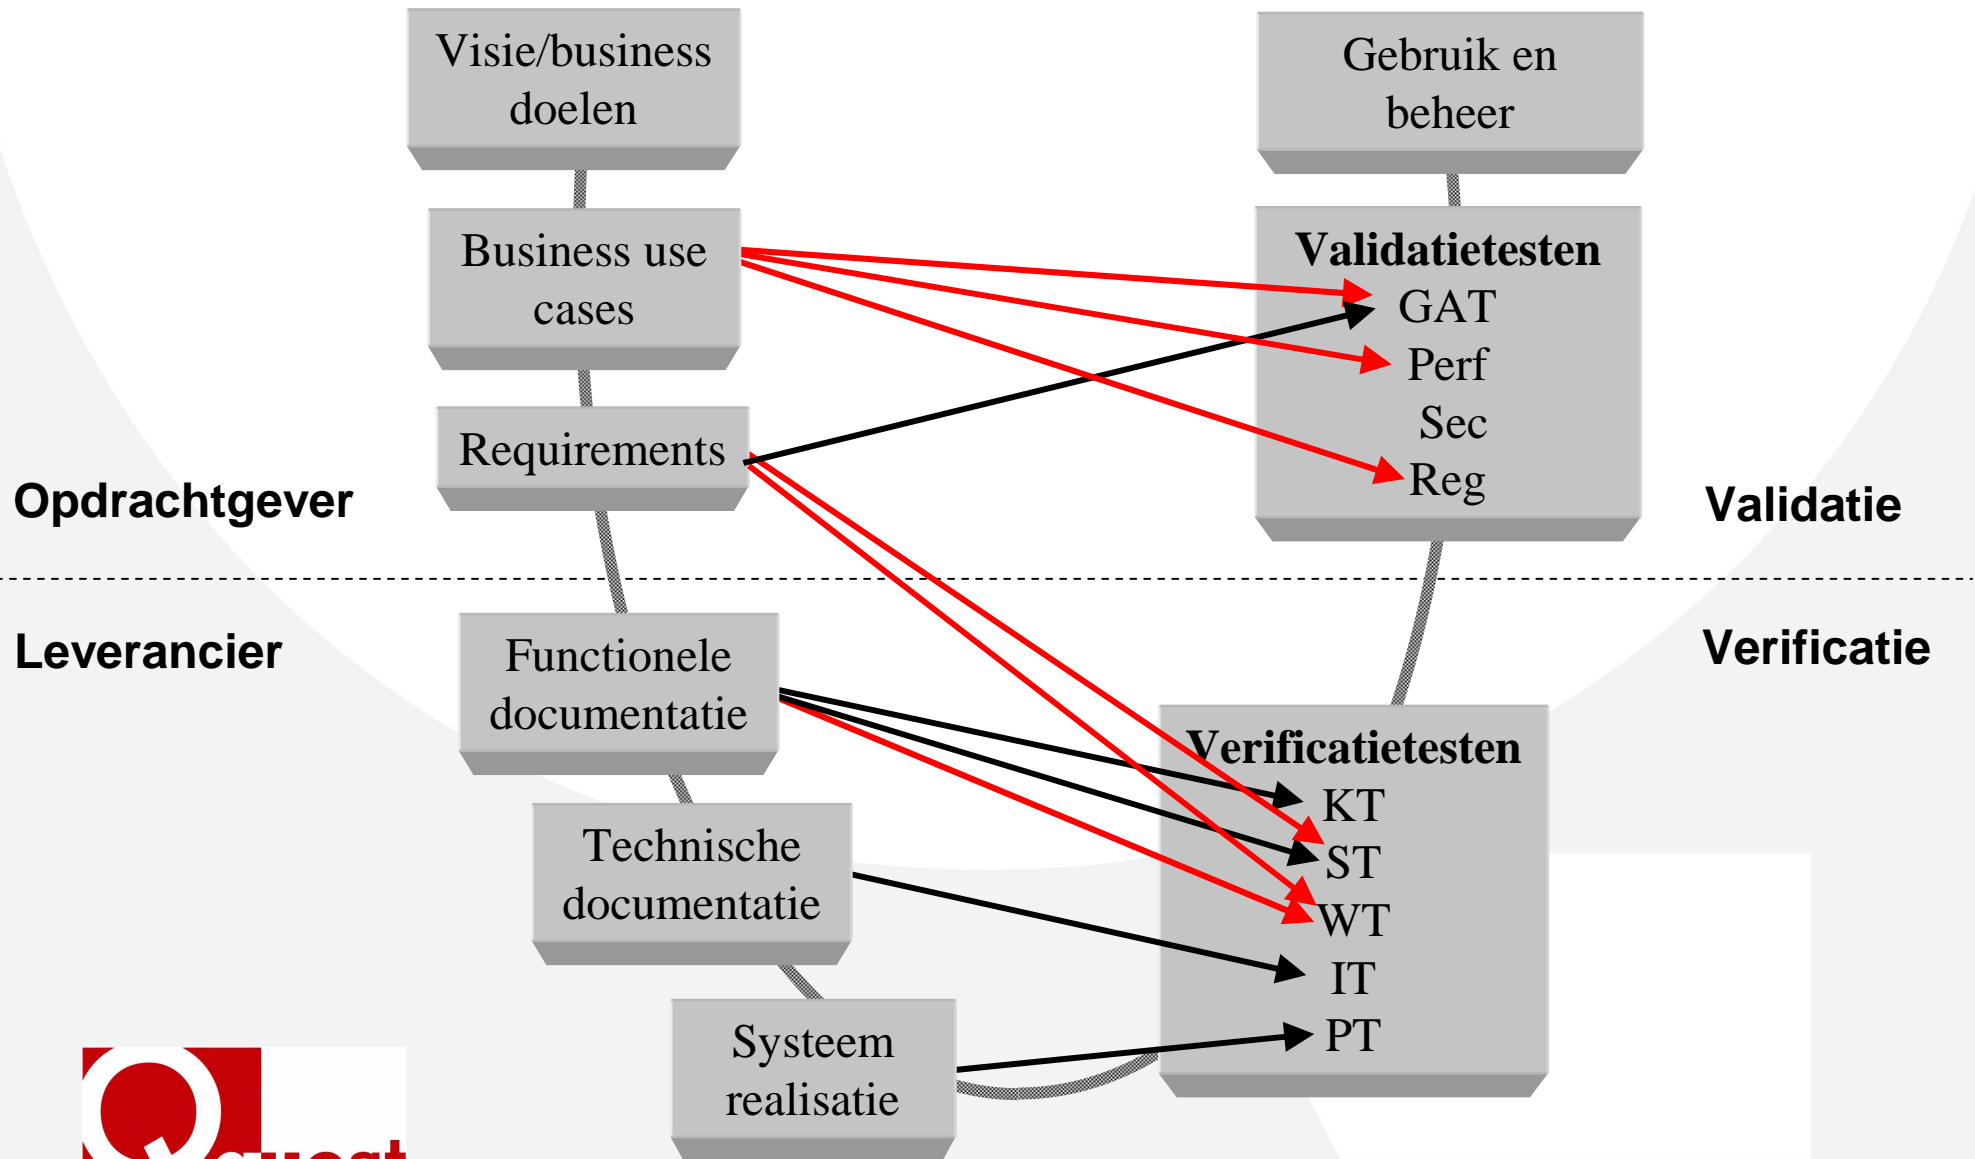 Visie/business
doelen
Gebruik en
beheer
Business use
cases
Validatietesten
GAT
Perf
Sec
Reg
Requirements
Opdrachtgever
Validatie
Leverancier
Verificatie
Functionele
documentatie
Verificatietesten
KT
ST
WT
IT
PT
Technische
documentatie
Systeem
realisatie